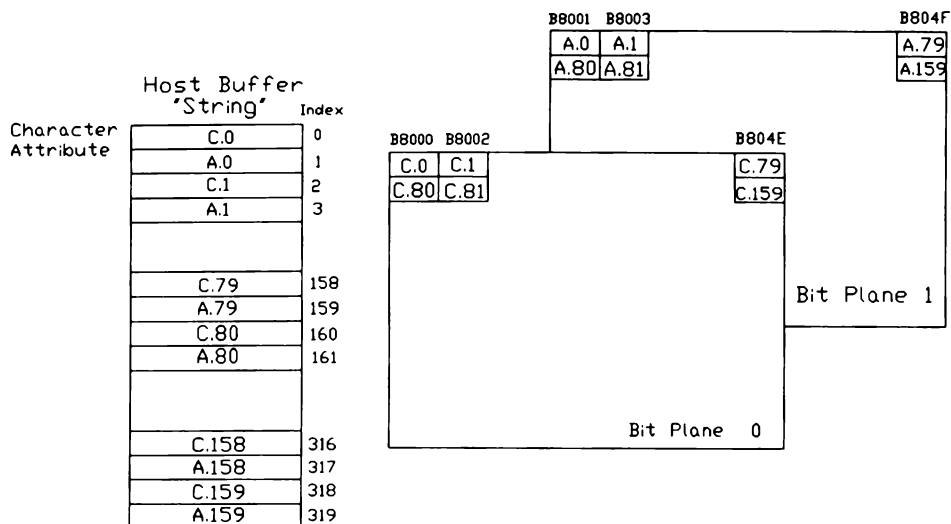 Host Buffer
"String"
Index
Character
Attribute
C.0 0
A.0 1
C.1 2
A.1 3
C.79 158
A.79 159
C.80 160
A.80 161
C.158 316
A.158 317
C.159 318
A.159 319
B8001 B8003 B804F
A.0 A.1 A.79
A.80 A.81 A.159
Bit Plane 1
B8000 B8002 B804E
C.0 C.1 C.79
C.80 C.81 C.159
Bit Plane 0